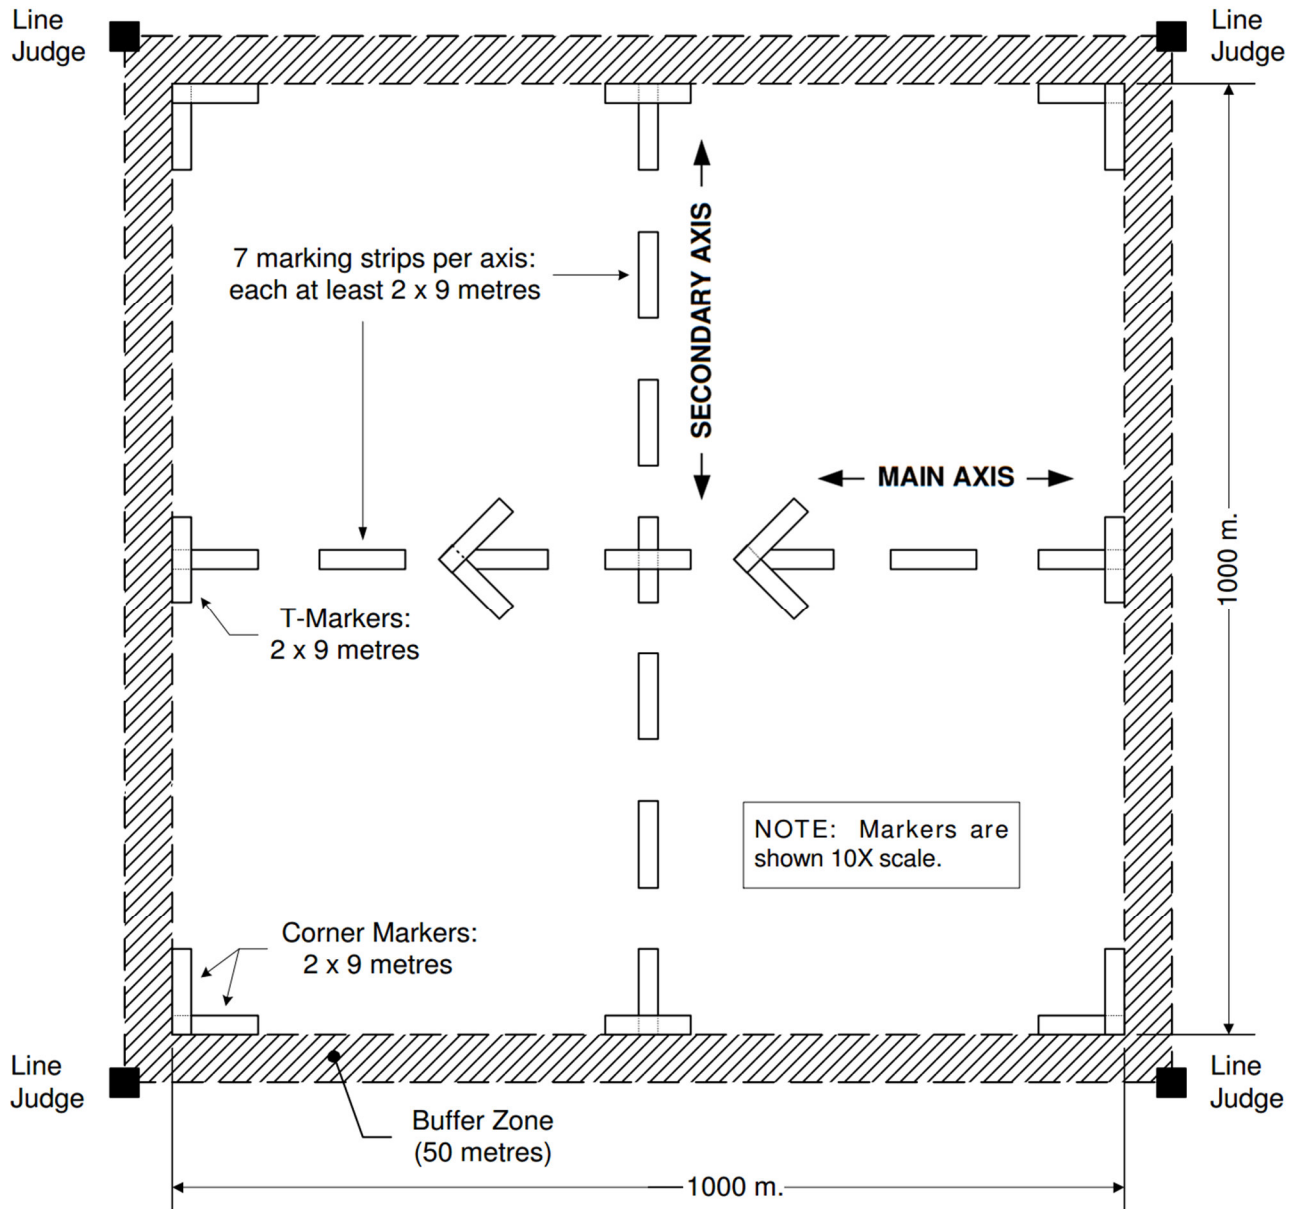 Line
Judge
Line
Judge
7 marking strips per axis:
each at least 2 x 9 metres
SECONDARY AXIS
MAIN AXIS
1000 m.
T-Markers:
2 x 9 metres
NOTE: Markers are
shown 10X scale.
Corner Markers:
2 x 9 metres
Line
Judge
Line
Judge
Buffer Zone
(50 metres)
1000 m.